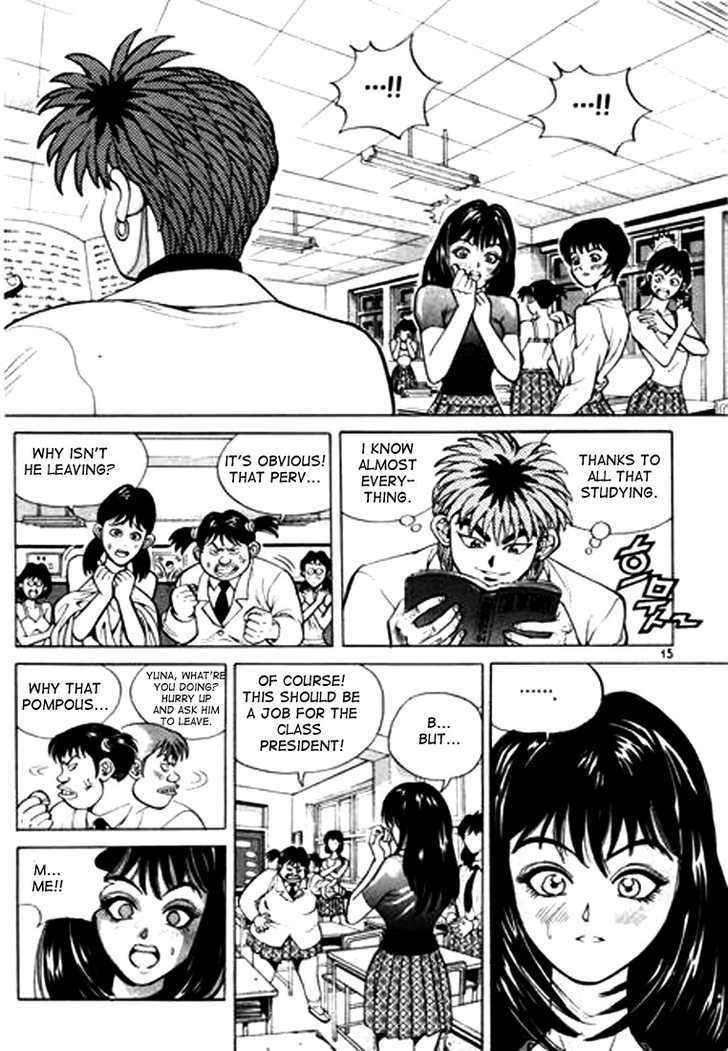 ...!!
...!!
WHY ISN'T
HE LEAVING?
IT'S OBVIOUS!
THAT PERV...
I KNOW
ALMOST
EVERY-
THING.
THANKS TO
ALL THAT
STUDYING.
흐뭇~
15
WHY THAT
POMPOUS...
YUNA, WHAT'RE
YOU DOING?
HURRY UP
AND ASK HIM
TO LEAVE.
M...
ME!!
OF COURSE!
THIS SHOULD BE
A JOB FOR THE
CLASS
PRESIDENT!
B...
BUT...
......